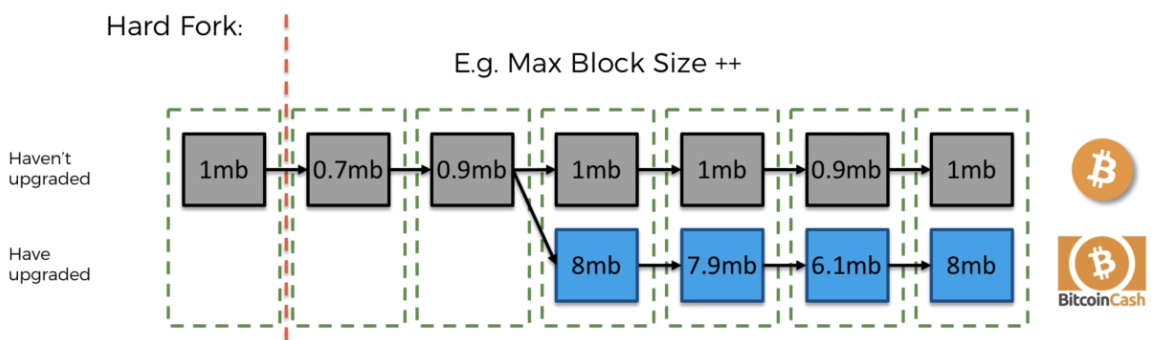 Hard Fork:
E.g. Max Block Size ++
Haven't
upgraded
1mb 0.7mb 0.9mb 1mb 1mb 0.9mb 1mb
Have
upgraded
8mb 7.9mb 6.1mb 8mb
BitcoinCash